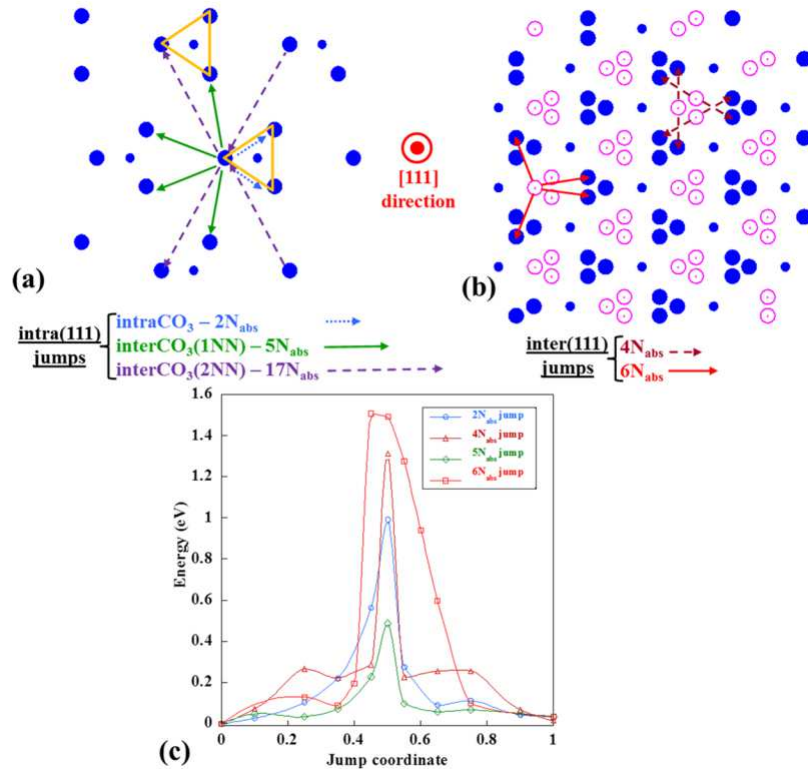 [111]
direction
(a)
(b)
intra(111)
jumps
intraCO₃ – 2Nabs
interCO₃(1NN) – 5Nabs
interCO₃(2NN) – 17Nabs
inter(111)
jumps
4Nabs
6Nabs
1.6
1.4
1.2
1
0.8
0.6
0.4
0.2
0
Energy (eV)
2Nabs jump
4Nabs jump
5Nabs jump
6Nabs jump
0 0.2 0.4 0.6 0.8 1
Jump coordinate
(c)